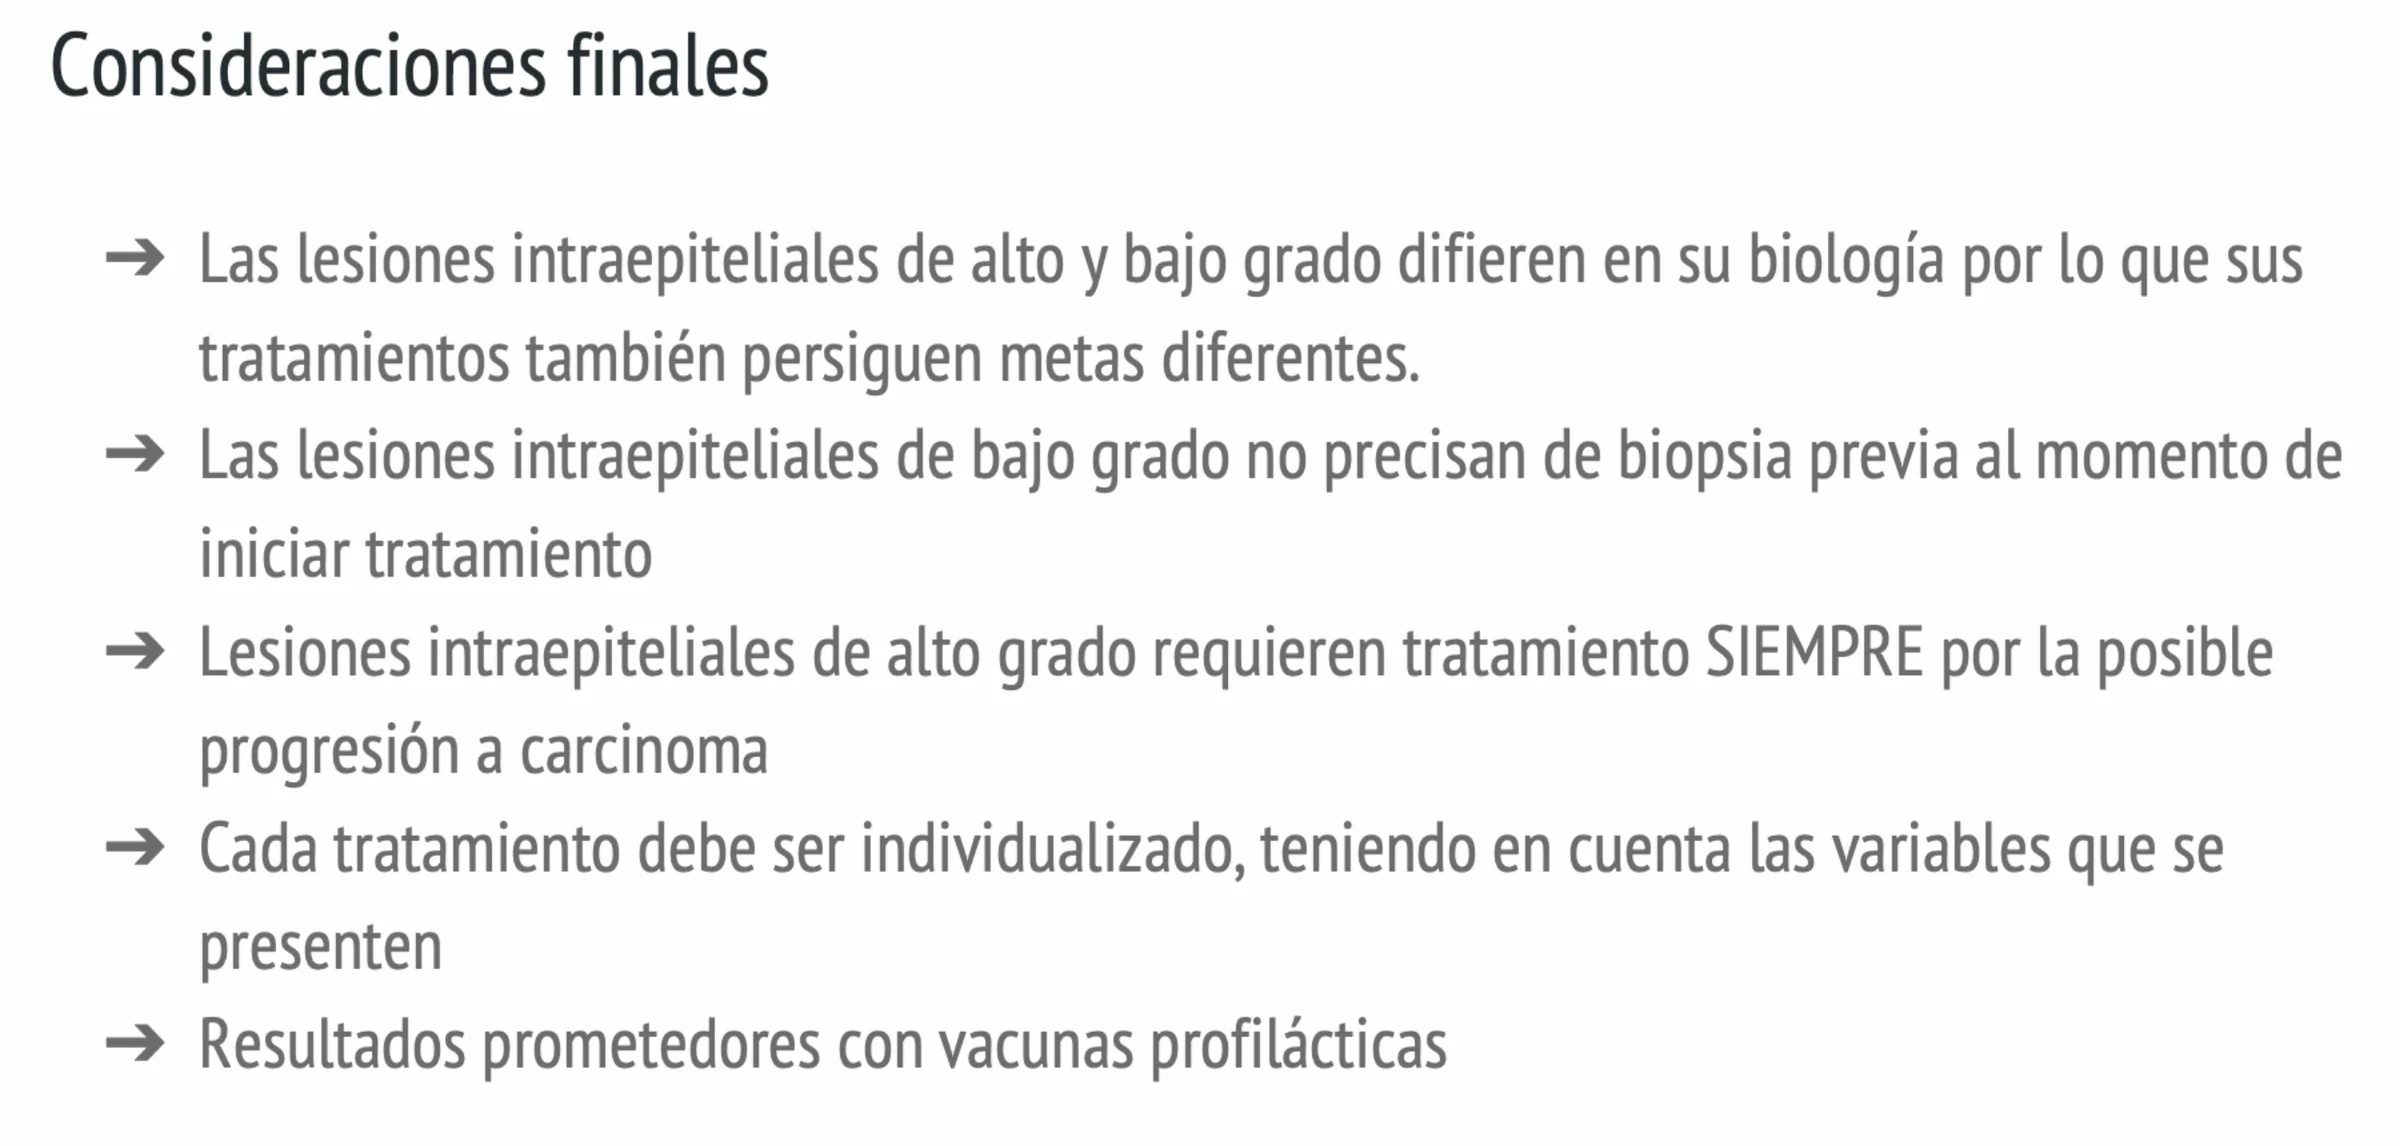 Consideraciones finales
➔ Las lesiones intraepiteliales de alto y bajo grado difieren en su biología por lo que sus
tratamientos también persiguen metas diferentes.
➔ Las lesiones intraepiteliales de bajo grado no precisan de biopsia previa al momento de
iniciar tratamiento
➔ Lesiones intraepiteliales de alto grado requieren tratamiento SIEMPRE por la posible
progresión a carcinoma
➔ Cada tratamiento debe ser individualizado, teniendo en cuenta las variables que se
presenten
➔ Resultados prometedores con vacunas profilácticas